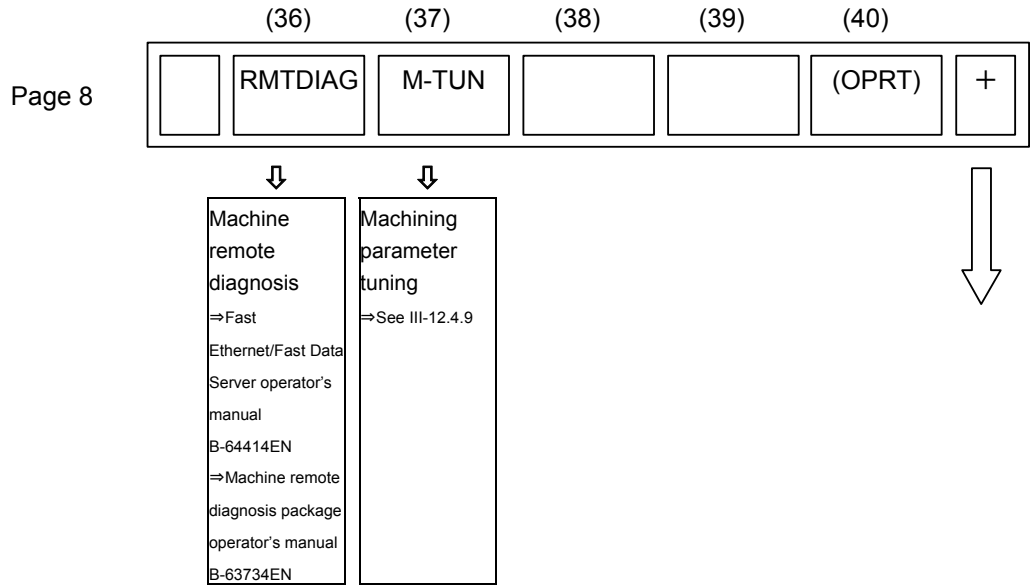 (36) (37) (38) (39) (40)
Page 8
RMTDIAG M-TUN (OPRT) +
⇩ ⇩
Machine
remote
diagnosis
⇒Fast
Ethernet/Fast Data
Server operator's
manual
B-64414EN
⇒Machine remote
diagnosis package
operator's manual
B-63734EN
Machining
parameter
tuning
⇒See III-12.4.9